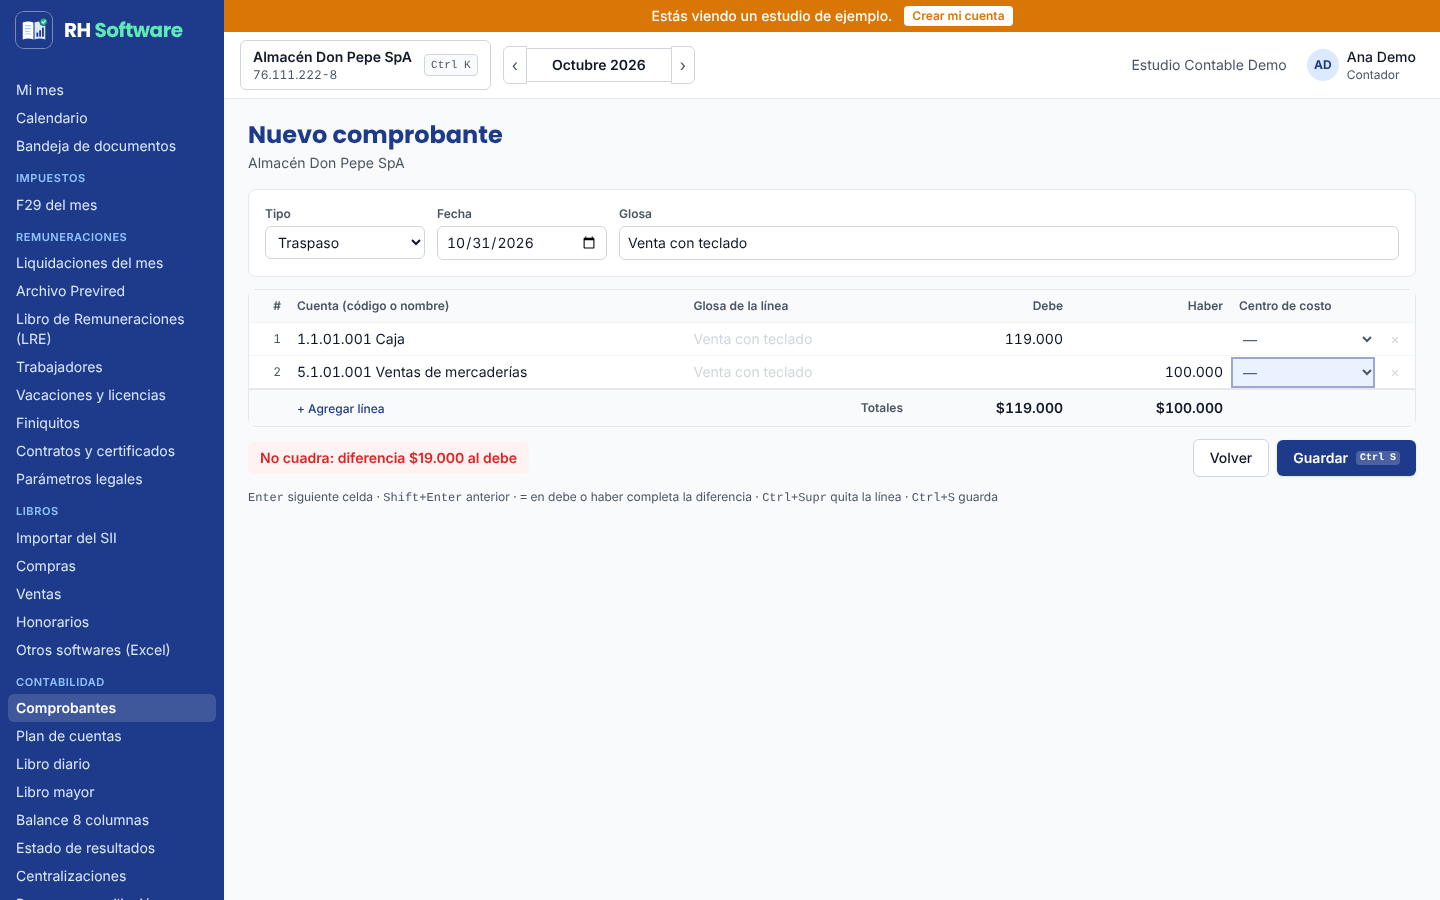 RH Software
Estás viendo un estudio de ejemplo. Crear mi cuenta
Almacén Don Pepe SpA
76.111.222-8
Ctrl K
‹ Octubre 2026 ›
Estudio Contable Demo
AD
Ana Demo
Contador
Mi mes
Calendario
Bandeja de documentos
IMPUESTOS
F29 del mes
REMUNERACIONES
Liquidaciones del mes
Archivo Previred
Libro de Remuneraciones
(LRE)
Trabajadores
Vacaciones y licencias
Finiquitos
Contratos y certificados
Parámetros legales
LIBROS
Importar del SII
Compras
Ventas
Honorarios
Otros softwares (Excel)
CONTABILIDAD
Comprobantes
Plan de cuentas
Libro diario
Libro mayor
Balance 8 columnas
Estado de resultados
Centralizaciones
Nuevo comprobante
Almacén Don Pepe SpA
Tipo Fecha Glosa
Traspaso 10/31/2026 Venta con teclado
# Cuenta (código o nombre) Glosa de la línea Debe Haber Centro de costo
1 1.1.01.001 Caja Venta con teclado 119.000 — ×
2 5.1.01.001 Ventas de mercaderías Venta con teclado 100.000 — ×
+ Agregar línea Totales $119.000 $100.000
No cuadra: diferencia $19.000 al debe
Volver
Guardar Ctrl S
Enter siguiente celda · Shift+Enter anterior · = en debe o haber completa la diferencia · Ctrl+Supr quita la línea · Ctrl+S guarda